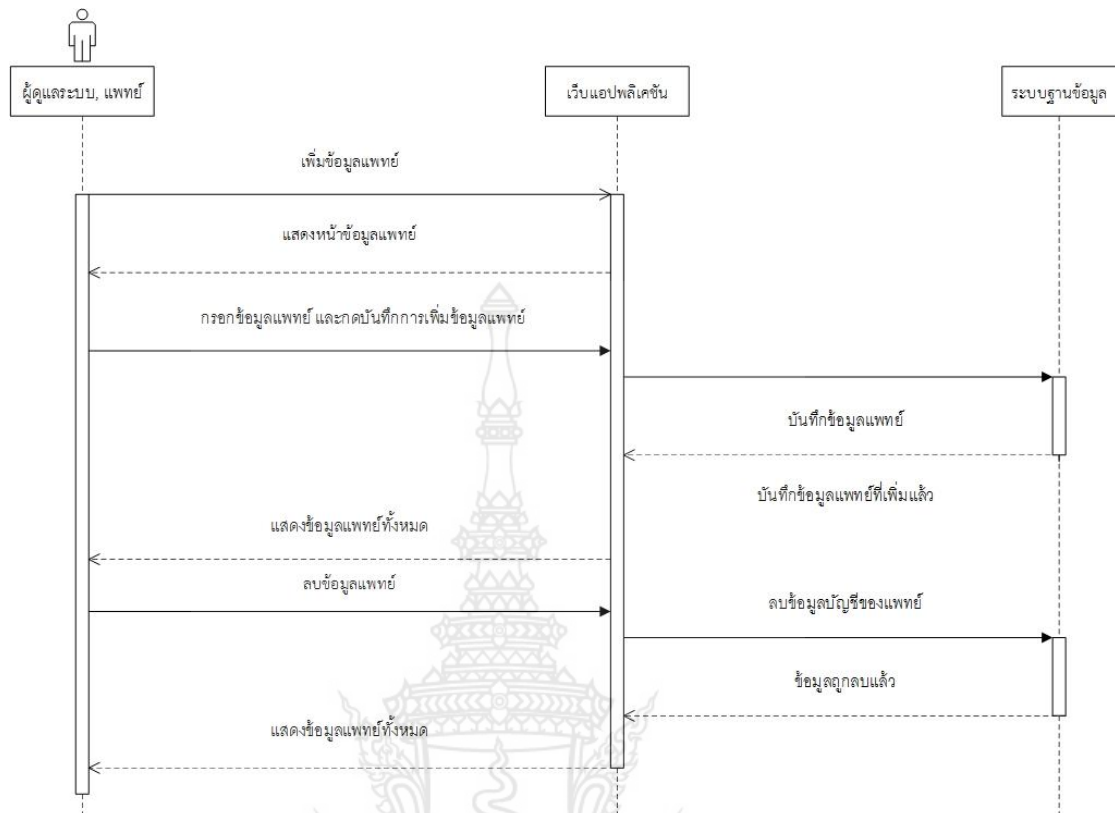 ผู้ดูแลระบบ, แพทย์
เว็บแอปพลิเคชัน
ระบบฐานข้อมูล
เพิ่มข้อมูลแพทย์
แสดงหน้าข้อมูลแพทย์
กรอกข้อมูลแพทย์ และกดบันทึกการเพิ่มข้อมูลแพทย์
บันทึกข้อมูลแพทย์
บันทึกข้อมูลแพทย์ที่เพิ่มแล้ว
แสดงข้อมูลแพทย์ทั้งหมด
ลบข้อมูลแพทย์
ลบข้อมูลบัญชีของแพทย์
ข้อมูลถูกลบแล้ว
แสดงข้อมูลแพทย์ทั้งหมด